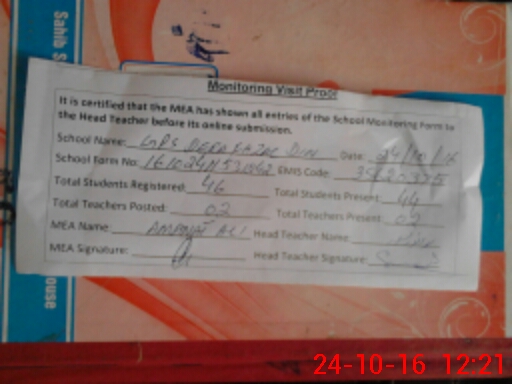 Sahib S
ouse
Monitoring Visit Proof
It is certified that the MEA has shown all entries of the School Monitoring Form to
the Head Teacher before its online submission.
School Name: GPS DERA FAZAL DIN Date: 24/10/16
School Form No: EMIS Code:
Total Students Registered: 46 Total Students Present: 44
Total Teachers Posted: 02 Total Teachers Present: 02
MEA Name AMJAD ALI Head Teacher Name:
MEA Signature: Head Teacher Signature:
24-10-16 12:21